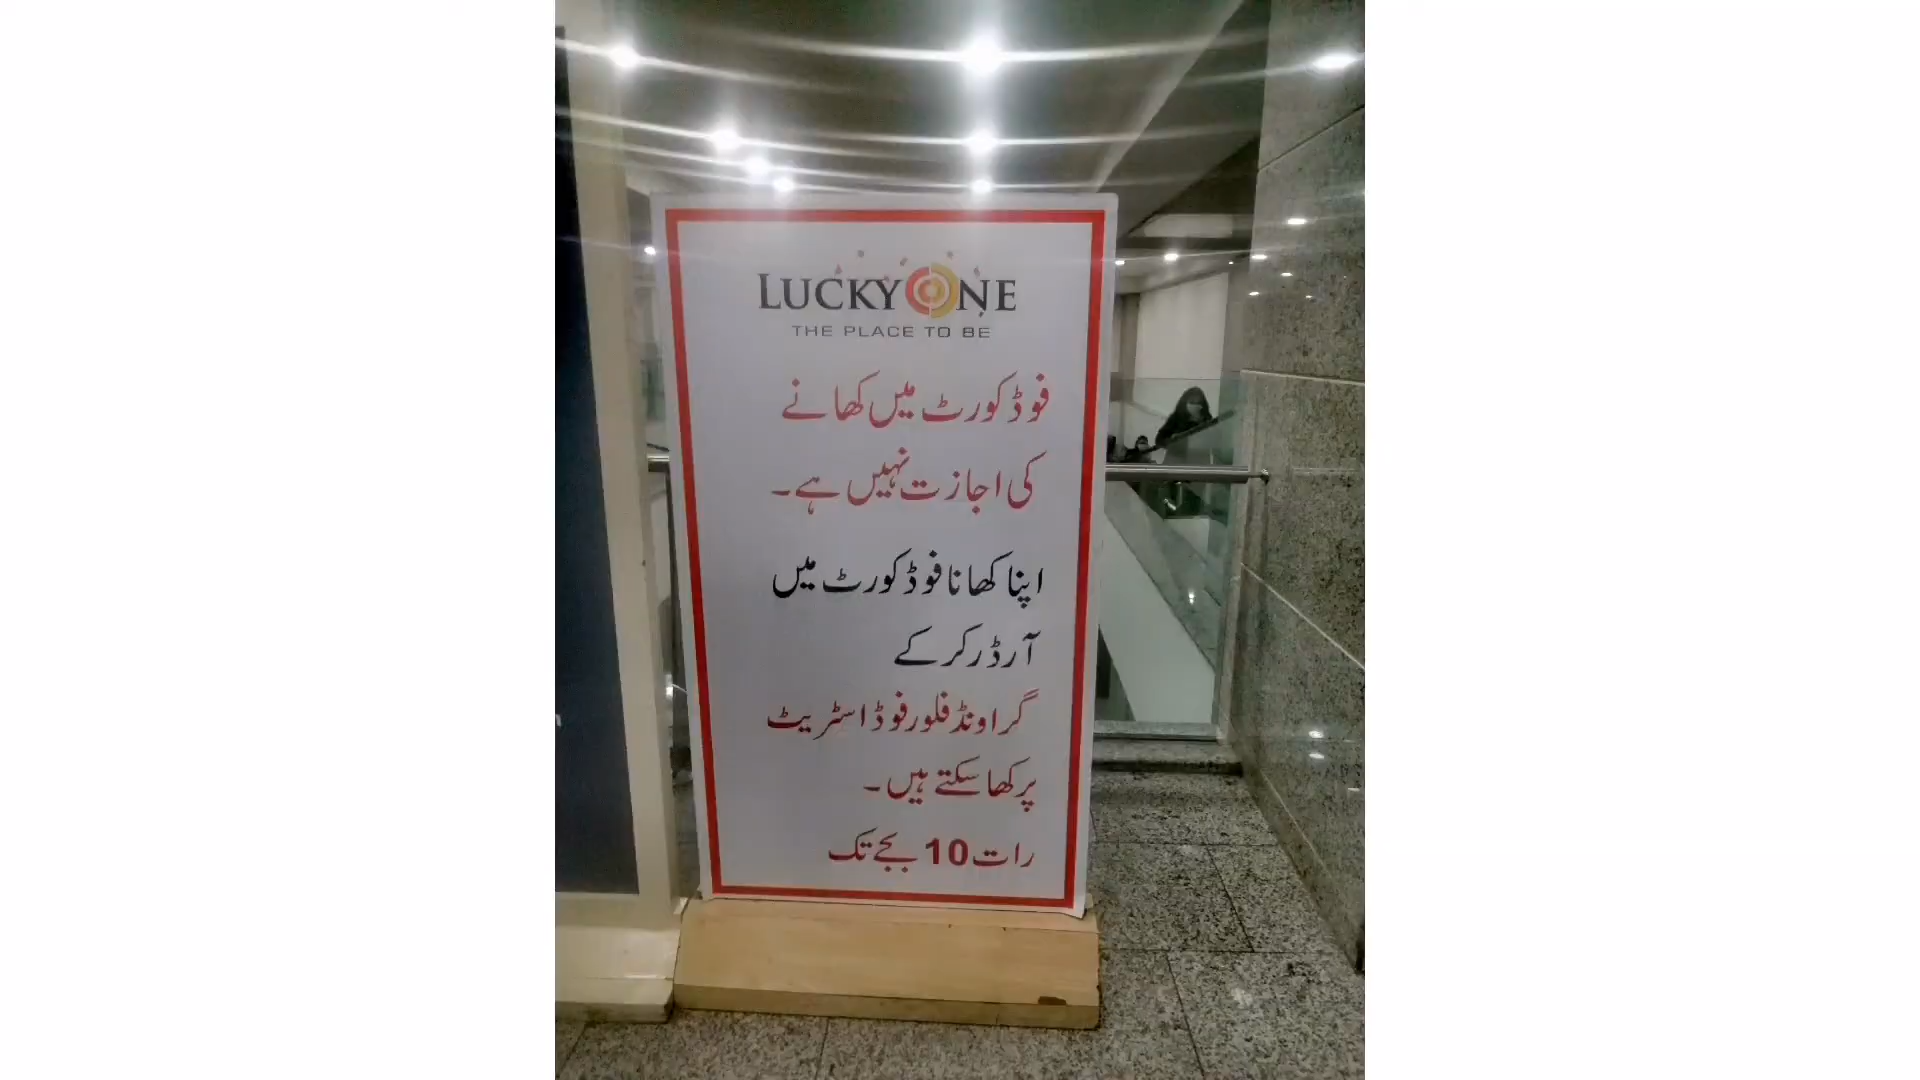 LUCKY ONE
THE PLACE TO BE
فوڈ کورٹ میں کھانے
کی اجازت نہیں ہے۔
اپنا کھانا فوڈ کورٹ میں
آرڈر کر کے
گراونڈ فلور فوڈ اسٹریٹ
پر کھا سکتے ہیں۔
رات 10 بجے تک